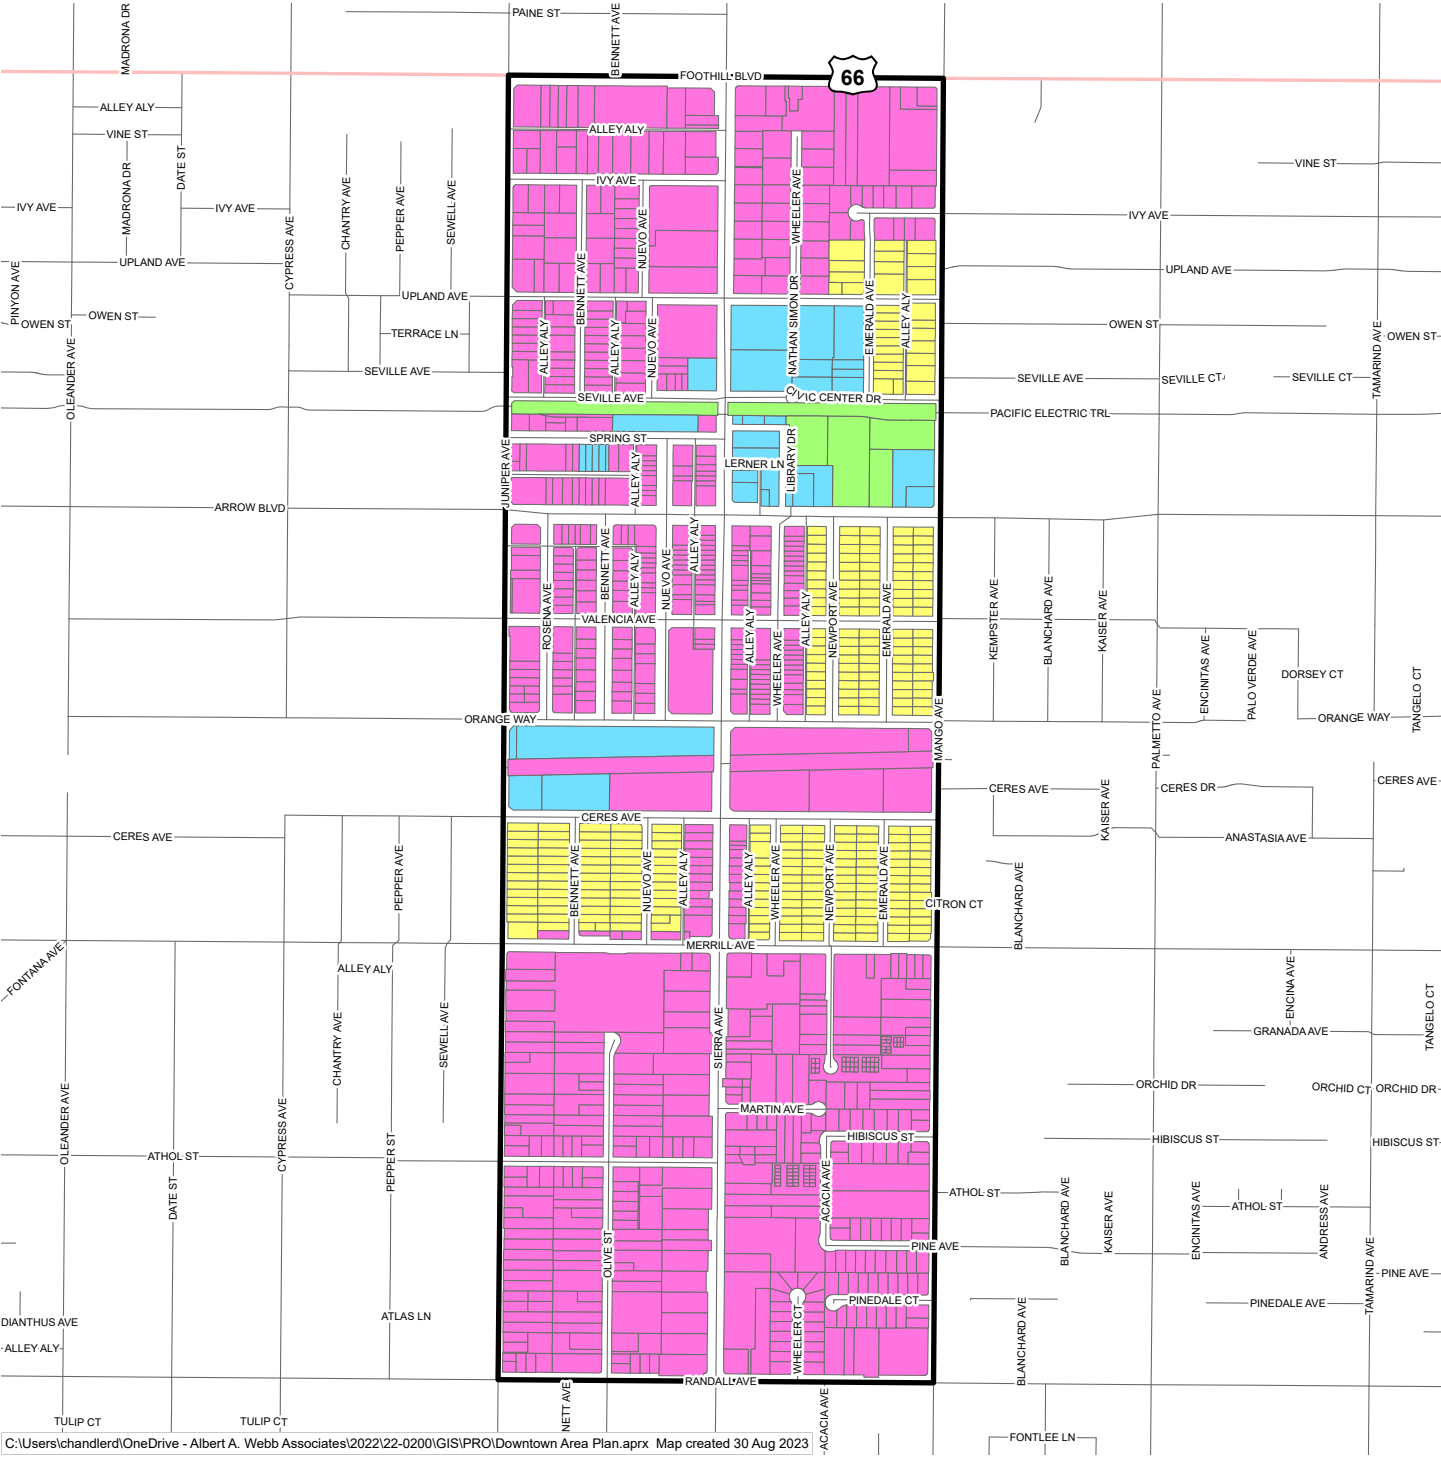 PAINE ST
MADRONA DR
BENNETT AVE
FOOTHILL BLVD
66
ALLEY ALY
VINE ST
ALLEY ALY
VINE ST
DATE ST
MADRONA DR
CHANTRY AVE
PEPPER AVE
SEWELL AVE
IVY AVE
WHEELER AVE
IVY AVE
IVY AVE
IVY AVE
CYPRESS AVE
NUEVO AVE
BENNETT AVE
UPLAND AVE
PINYON AVE
UPLAND AVE
UPLAND AVE
NATHAN SIMON DR
EMERALD AVE
ALLEY ALY
OWEN ST
OWEN ST
TERRACE LN
ALLEY ALY
ALLEY ALY
NUEVO AVE
OWEN ST
OWEN ST
TAMARIND AVE
OLEANDER AVE
SEVILLE AVE
SEVILLE AVE
CIVIC CENTER DR
SEVILLE AVE
SEVILLE CT
SEVILLE CT
PACIFIC ELECTRIC TRL
SPRING ST
JUNIPER AVE
ALLEY ALY
LERNER LN
LIBRARY DR
ARROW BLVD
BENNETT AVE
ALLEY ALY
NUEVO AVE
ALLEY ALY
ROSENA AVE
VALENCIA AVE
ALLEY ALY
WHEELER AVE
ALLEY ALY
NEWPORT AVE
EMERALD AVE
KEMPSTER AVE
BLANCHARD AVE
KAISER AVE
ENCINITAS AVE
PALO VERDE AVE
DORSEY CT
TANGELO CT
ORANGE WAY
MANGO AVE
PALMETTO AVE
ORANGE WAY
CERES AVE
CERES DR
CERES AVE
KAISER AVE
CERES AVE
CERES AVE
ANASTASIA AVE
PEPPER AVE
BENNETT AVE
NUEVO AVE
ALLEY ALY
ALLEY ALY
WHEELER AVE
NEWPORT AVE
EMERALD AVE
CITRON CT
BLANCHARD AVE
MERRILL AVE
FONTANA AVE
ALLEY ALY
CHANTRY AVE
SEWELL AVE
SIERRA AVE
ENCINA AVE
GRANADA AVE
TANGELO CT
ORCHID DR
ORCHID CT
ORCHID DR
OLEANDER AVE
CYPRESS AVE
PEPPER ST
MARTIN AVE
HIBISCUS ST
HIBISCUS ST
HIBISCUS ST
ATHOL ST
DATE ST
ACACIA AVE
ATHOL ST
BLANCHARD AVE
KAISER AVE
ENCINITAS AVE
ATHOL ST
ANDRESS AVE
OLIVE ST
PINE AVE
PINE AVE
TAMARIND AVE
PINEDALE CT
PINEDALE AVE
WHEELER CT
BLANCHARD AVE
DIANTHUS AVE
ATLAS LN
ALLEY ALY
RANDALL AVE
TULIP CT
TULIP CT
NETT AVE
ACACIA AVE
FONTLEE LN
C:\Users\chandlerd\OneDrive - Albert A. Webb Associates\2022\22-0200\GIS\PRO\Downtown Area Plan.aprx  Map created 30 Aug 2023